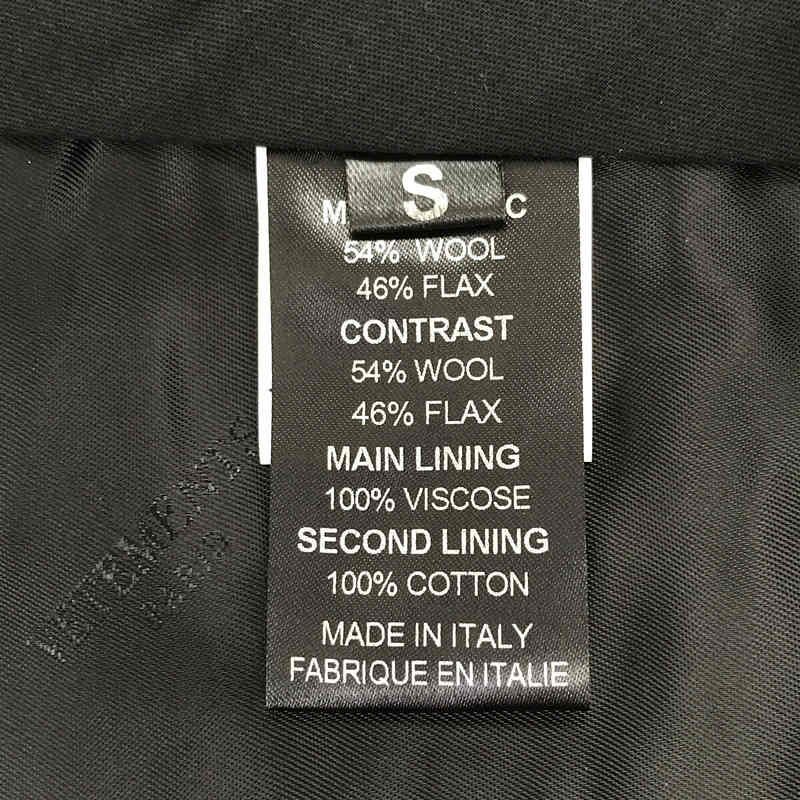 S
54% WOOL
46% FLAX
CONTRAST
54% WOOL
46% FLAX
MAIN LINING
100% VISCOSE
SECOND LINING
100% COTTON
MADE IN ITALY
FABRIQUE EN ITALIE
VETEMENTS
PARIS